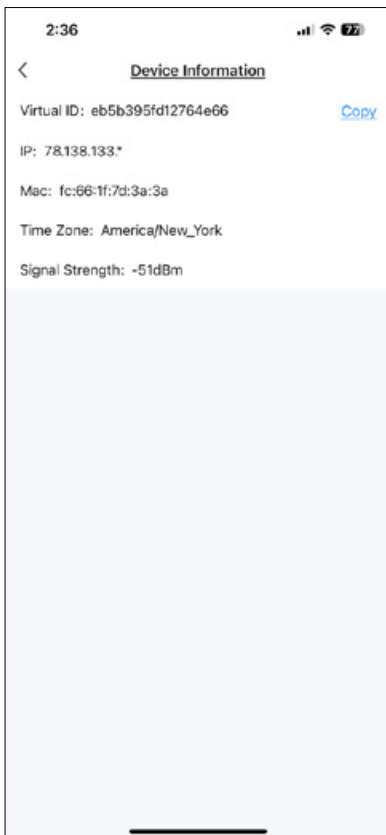 2:36
77
Device Information
Virtual ID: eb5b395fd12764e66 Copy
IP: 78.138.133.*
Mac: fc:66:1f:7d:3a:3a
Time Zone: America/New_York
Signal Strength: -51dBm